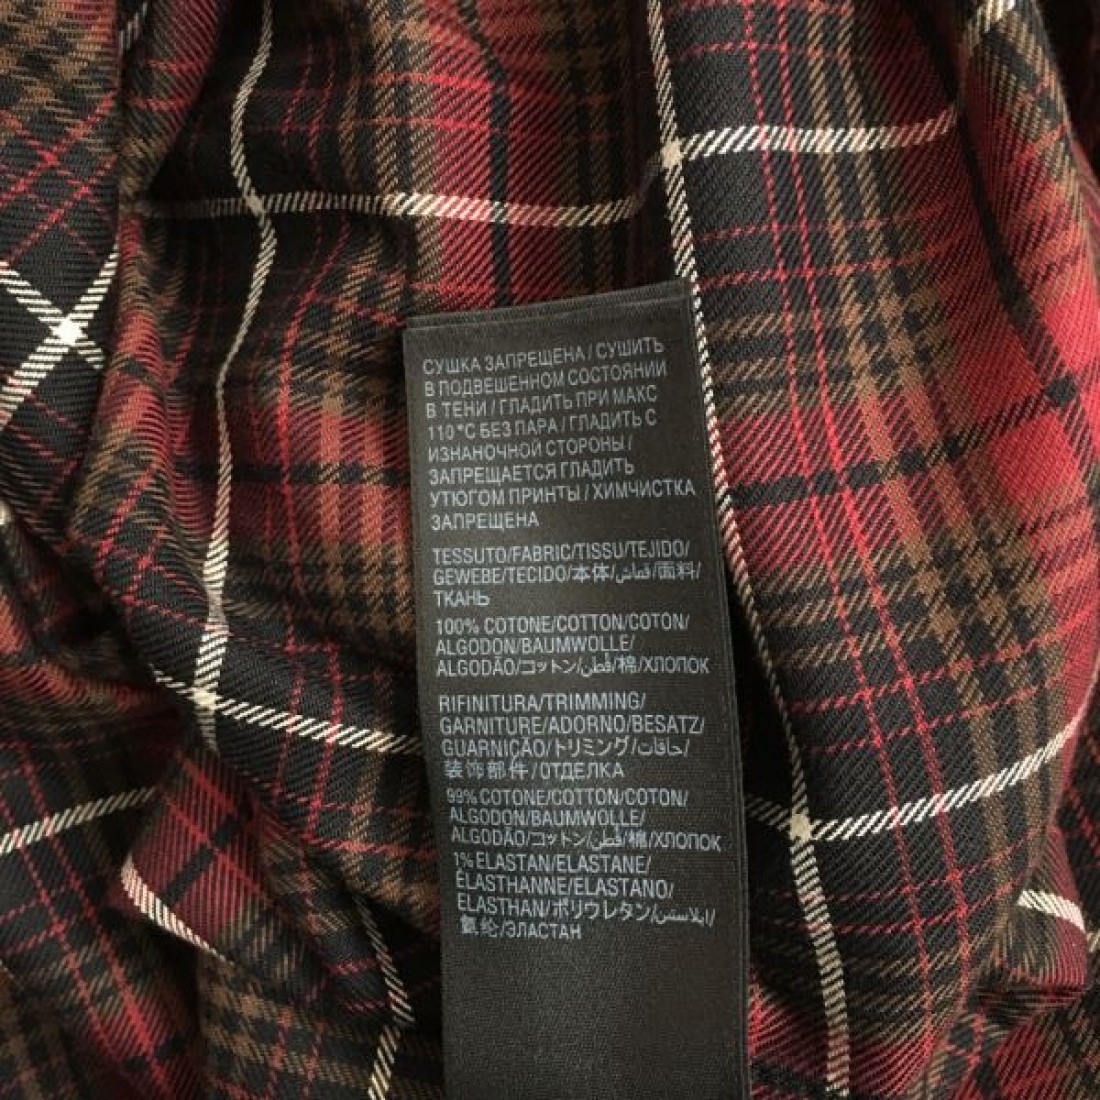 СУШКА ЗАПРЕЩЕНА / СУШИТЬ
В ПОДВЕШЕННОМ СОСТОЯНИИ
В ТЕНИ / ГЛАДИТЬ ПРИ МАКС
110 °C БЕЗ ПАРА / ГЛАДИТЬ С
ИЗНАНОЧНОЙ СТОРОНЫ /
ЗАПРЕЩАЕТСЯ ГЛАДИТЬ
УТЮГОМ ПРИНТЫ / ХИМЧИСТКА
ЗАПРЕЩЕНА
TESSUTO/FABRIC/TISSU/TEJIDO/
GEWEBE/TECIDO/本体/قماش/面料/
ТКАНЬ
100% COTONE/COTTON/COTON/
ALGODON/BAUMWOLLE/
ALGODÃO/コットン/قطن/棉/ХЛОПОК
RIFINITURA/TRIMMING/
GARNITURE/ADORNO/BESATZ/
GUARNIÇÃO/トリミング/حافات/
装饰部件/ОТДЕЛКА
99% COTONE/COTTON/COTON/
ALGODON/BAUMWOLLE/
ALGODÃO/コットン/قطن/棉/ХЛОПОК
1% ELASTAN/ELASTANE/
ÉLASTHANNE/ELASTANO/
ELASTHAN/ポリウレタン/ايلاستين/
氨纶/ЭЛАСТАН